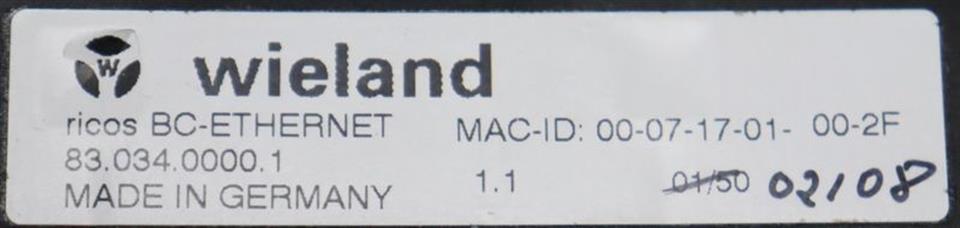 W wieland
ricos BC-ETHERNET MAC-ID: 00-07-17-01- 00-2F
83.034.0000.1
1.1 01/50 02/08
MADE IN GERMANY